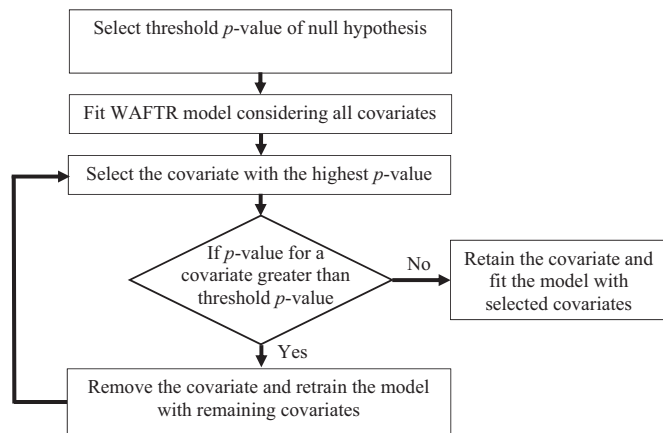 Select threshold p-value of null hypothesis
Fit WAFTR model considering all covariates
Select the covariate with the highest p-value
If p-value for a
covariate greater than
threshold p-value
No
Retain the covariate and
fit the model with
selected covariates
Yes
Remove the covariate and retrain the model
with remaining covariates